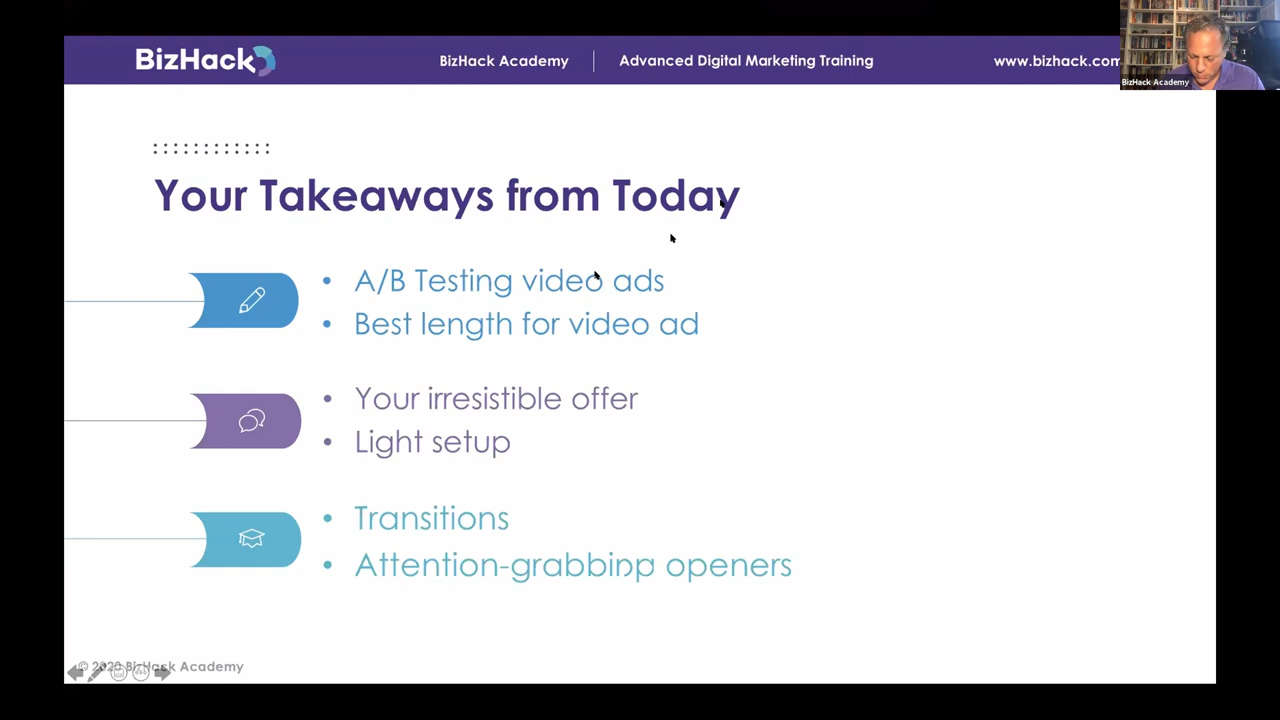 BizHack
BizHack Academy
Advanced Digital Marketing Training
www.bizhack.com
BizHack Academy
Your Takeaways from Today
• A/B Testing video ads
• Best length for video ad
• Your irresistible offer
• Light setup
• Transitions
• Attention-grabbing openers
© 2020 BizHack Academy